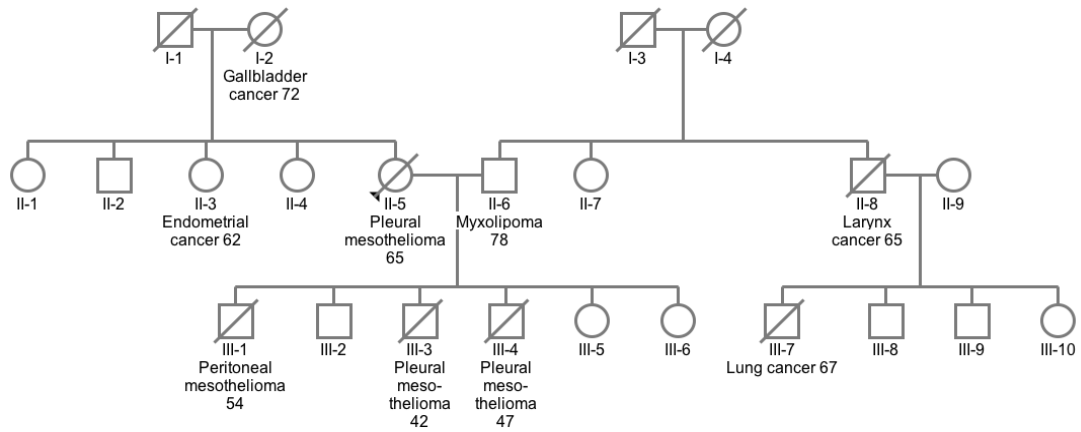 I-1
I-2
Gallbladder
cancer 72
I-3
I-4
II-1
II-2
II-3
Endometrial
cancer 62
II-4
II-5
Pleural
mesothelioma
65
II-6
Myxolipoma
78
II-7
II-8
Larynx
cancer 65
II-9
III-1
Peritoneal
mesothelioma
54
III-2
III-3
Pleural
meso-
thelioma
42
III-4
Pleural
meso-
thelioma
47
III-5
III-6
III-7
Lung cancer 67
III-8
III-9
III-10